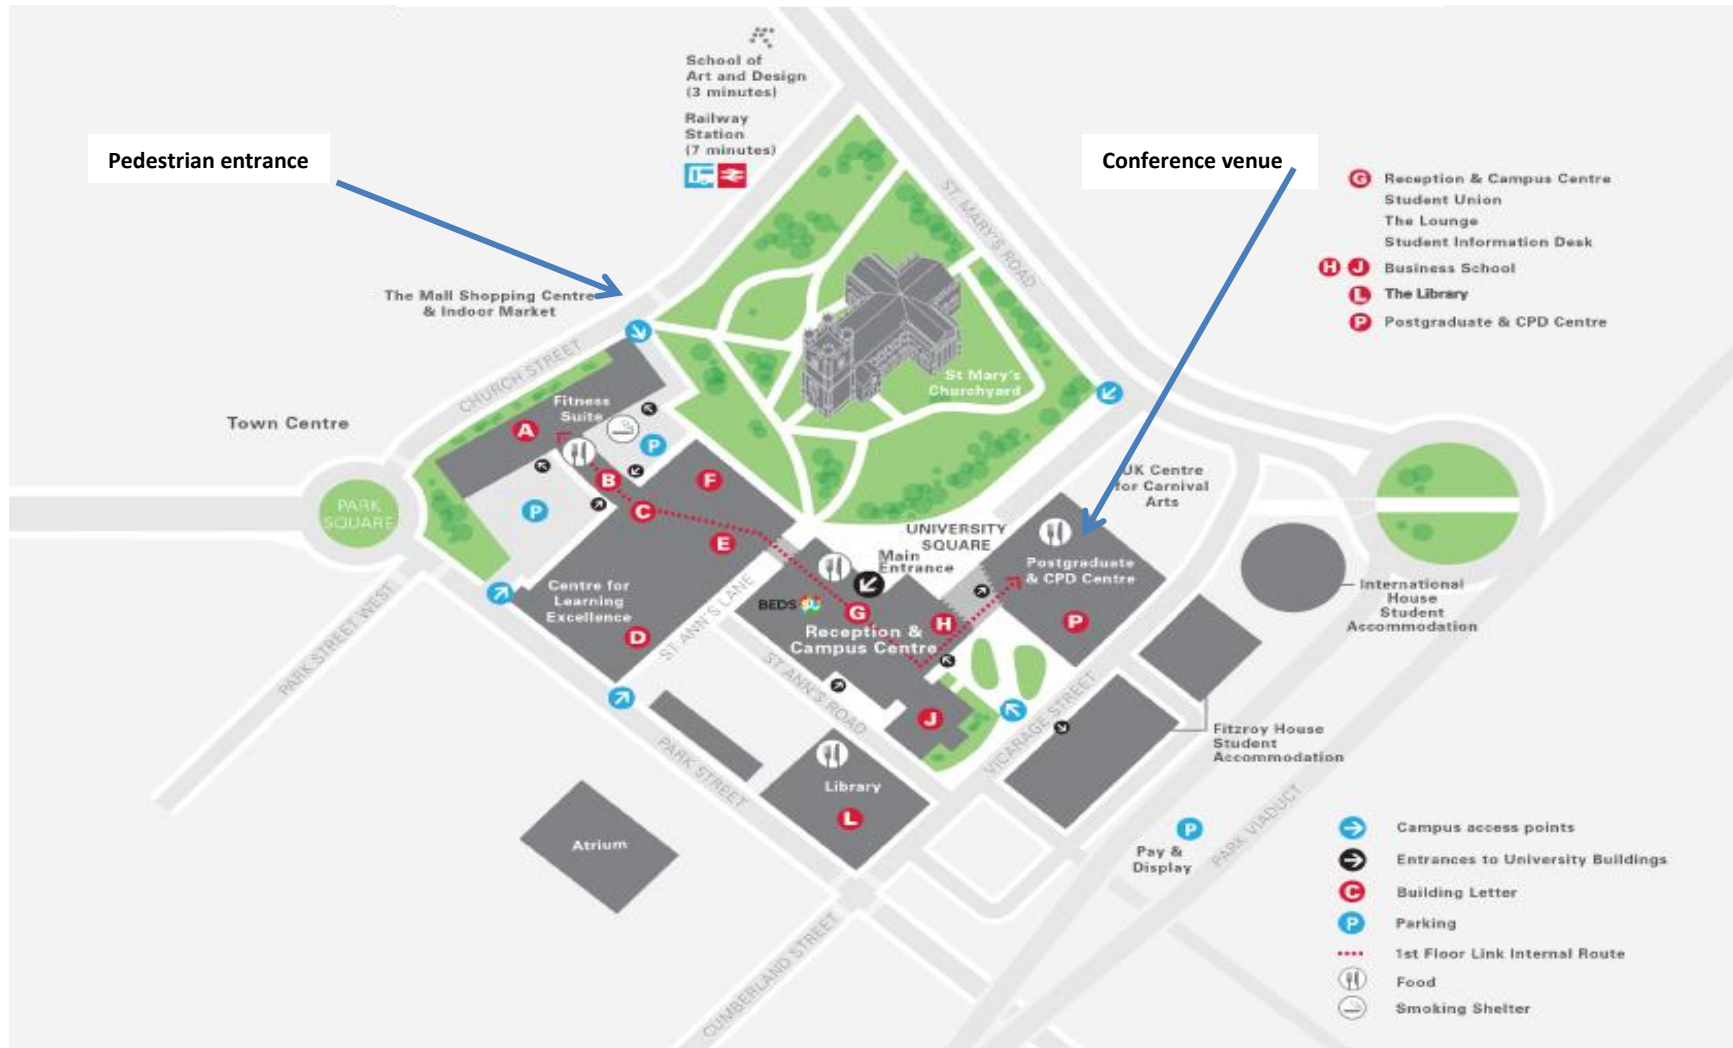 School of
Art and Design
(3 minutes)
Railway
Station
(7 minutes)
Pedestrian entrance
Conference venue
G Reception & Campus Centre
Student Union
The Lounge
Student Information Desk
H J Business School
L The Library
P Postgraduate & CPD Centre
ST. MARY'S ROAD
The Mall Shopping Centre
& Indoor Market
CHURCH STREET
St Mary's
Churchyard
Town Centre
Fitness
Suite
A
P
B
F
C
P
E
PARK
SQUARE
UK Centre
for Carnival
Arts
UNIVERSITY
SQUARE
Main
Entrance
Postgraduate
& CPD Centre
P
Centre for
Learning
Excellence
D
ST ANN'S LANE
BEDS SU
G
H
Reception &
Campus Centre
J
International
House
Student
Accommodation
PARK STREET WEST
ST ANN'S ROAD
VICARAGE STREET
Fitzroy House
Student
Accommodation
PARK STREET
Library
L
Atrium
P
Pay &
Display
PARK VIADUCT
CUMBERLAND STREET
Campus access points
Entrances to University Buildings
C Building Letter
P Parking
1st Floor Link Internal Route
Food
Smoking Shelter